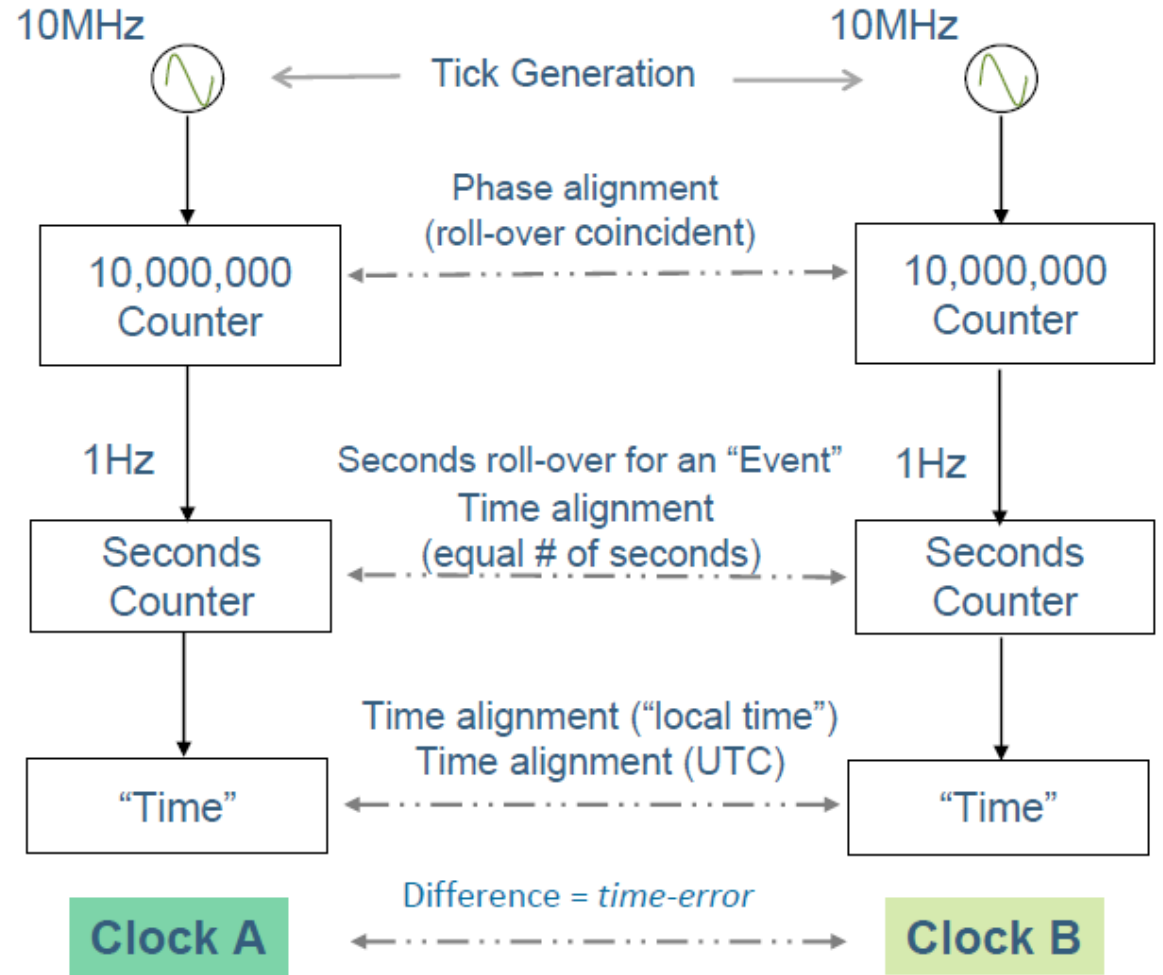 10MHz
Tick Generation
10MHz
Phase alignment
(roll-over coincident)
10,000,000
Counter
10,000,000
Counter
1Hz
Seconds roll-over for an “Event”
1Hz
Time alignment
(equal # of seconds)
Seconds
Counter
Seconds
Counter
Time alignment (“local time”)
Time alignment (UTC)
“Time”
“Time”
Difference = time-error
Clock A
Clock B